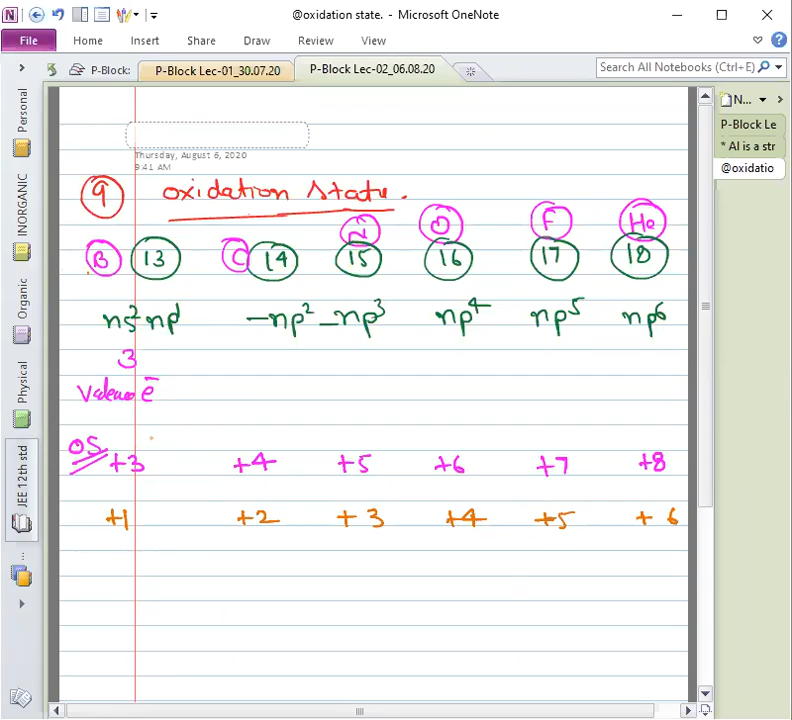 @oxidation state. - Microsoft OneNote
File Home Insert Share Draw Review View
P-Block: P-Block Lec-01_30.07.20 P-Block Lec-02_06.08.20 Search All Notebooks (Ctrl+E)
N...
P-Block Le
* Al is a str
@oxidatio
Personal
INORGANIC
Organic
Physical
JEE 12th std
Thursday, August 6, 2020
9:41 AM
9 oxidation state.
N O F He
B 13 C 14 15 16 17 18
ns² np¹ –np² –np³ np⁴ np⁵ np⁶
3
Valence ē
OS
+3 +4 +5 +6 +7 +8
+1 +2 +3 +4 +5 +6